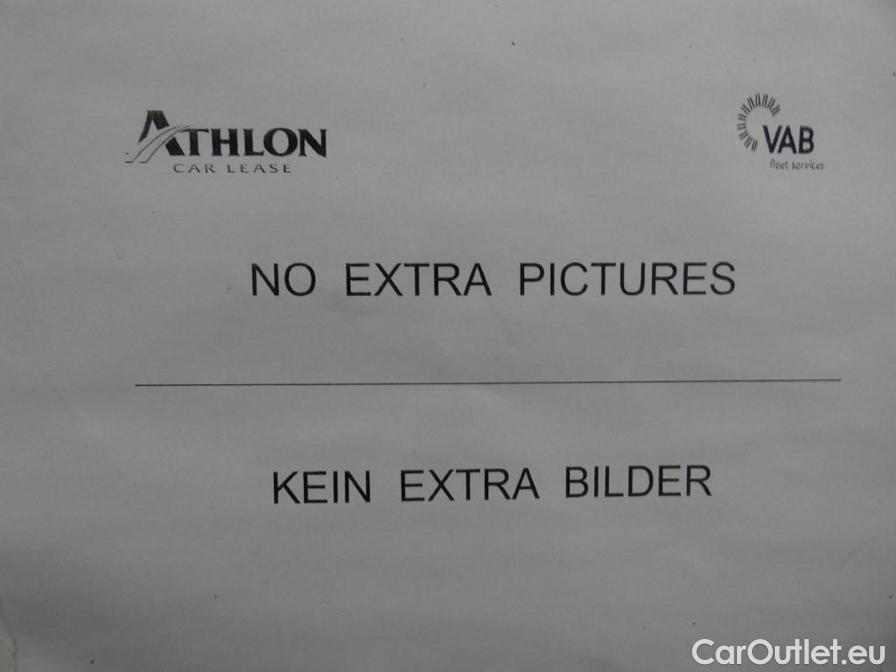 ATHLON
CAR LEASE
VAB
fleet services
NO EXTRA PICTURES
KEIN EXTRA BILDER
CarOutlet.eu